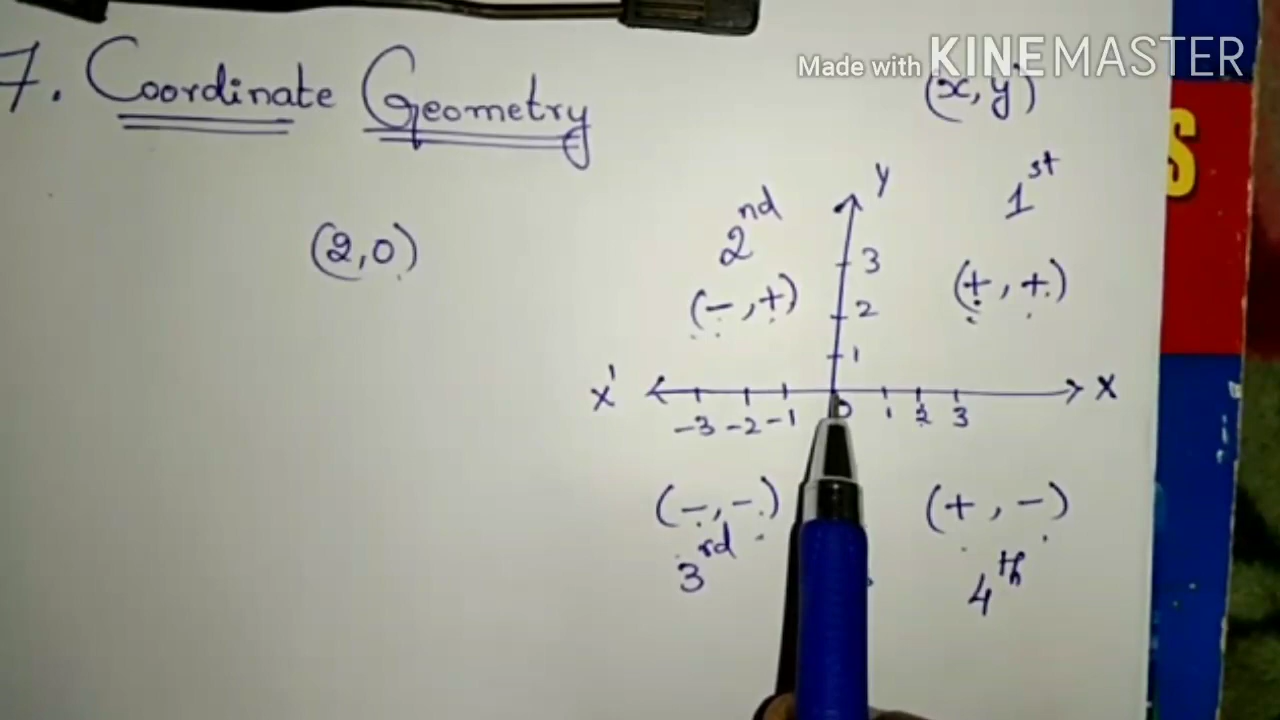 Made with KINEMASTER
7. Coordinate Geometry
(x, y)
(2,0)
2nd
(-,+)
1st
(+,+)
y
3
2
1
x'
-3 -2 -1 0 1 2 3
x
(-,-)
3rd
(+,-)
4th
S